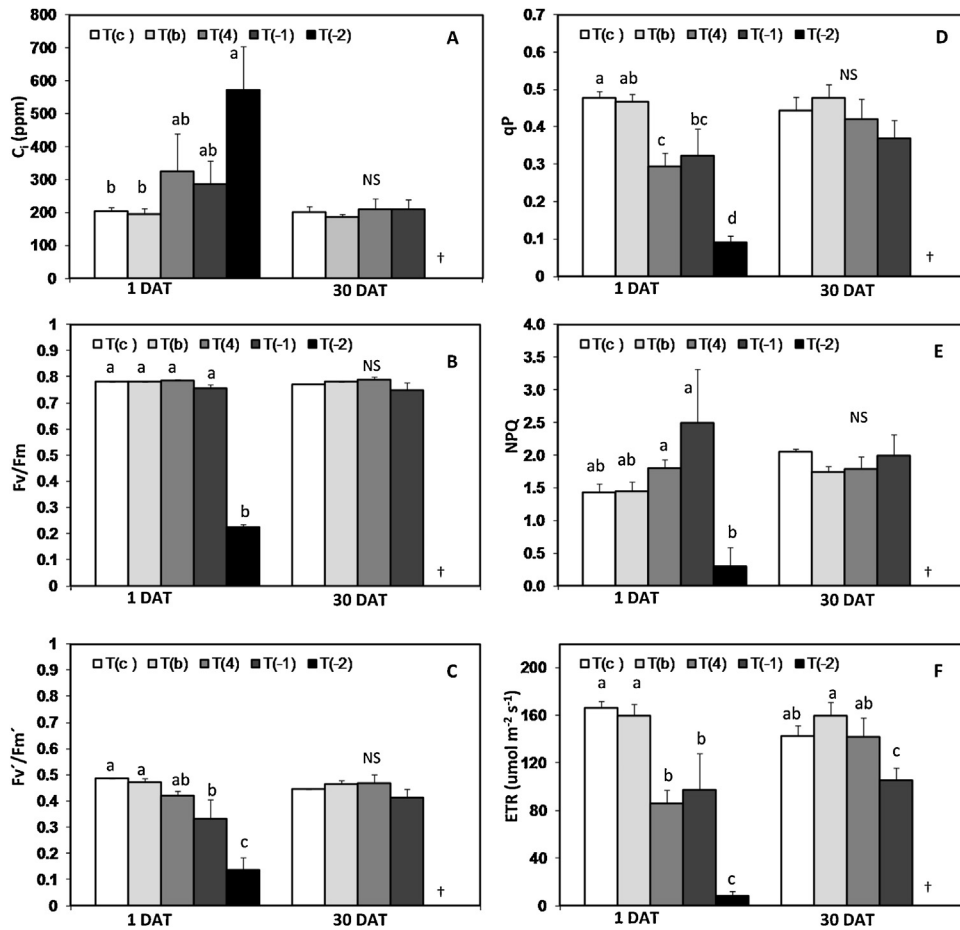 T(c ) T(b) T(4) T(-1) T(-2)
A
800
700
600
500
400
300
200
100
0
Cᵢ (ppm)
b b ab ab a
NS
†
1 DAT 30 DAT
T(c ) T(b) T(4) T(-1) T(-2)
D
0.6
0.5
0.4
0.3
0.2
0.1
0
qP
a ab c bc d
NS
†
1 DAT 30 DAT
T(c ) T(b) T(4) T(-1) T(-2)
B
1
0.9
0.8
0.7
0.6
0.5
0.4
0.3
0.2
0.1
0
Fv/Fm
a a a a b
NS
†
1 DAT 30 DAT
T(c ) T(b) T(4) T(-1) T(-2)
E
4.0
3.5
3.0
2.5
2.0
1.5
1.0
0.5
0.0
NPQ
ab ab a a b
NS
†
1 DAT 30 DAT
T(c ) T(b) T(4) T(-1) T(-2)
C
1
0.9
0.8
0.7
0.6
0.5
0.4
0.3
0.2
0.1
0
Fv´/Fm´
a a ab b c
NS
†
1 DAT 30 DAT
T(c ) T(b) T(4) T(-1) T(-2)
F
200
160
120
80
40
0
ETR (umol m⁻² s⁻¹)
a a b b c
ab a ab c
†
1 DAT 30 DAT